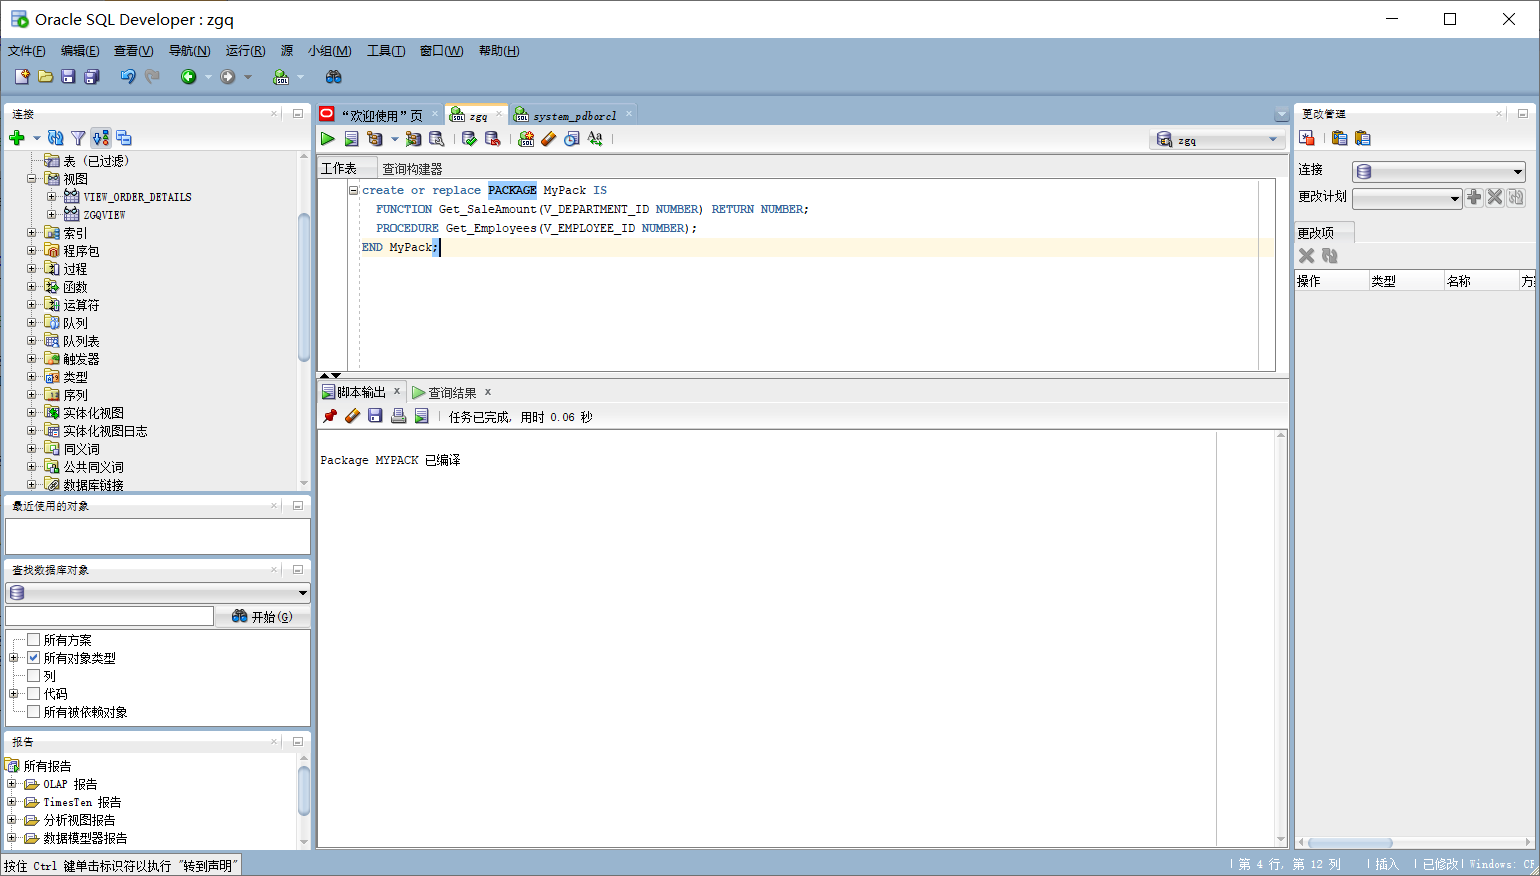 Oracle SQL Developer : zgq
文件(F) 编辑(E) 查看(V) 导航(N) 运行(R) 源 小组(M) 工具(T) 窗口(W) 帮助(H)
连接
表 (已过滤)
视图
VIEW_ORDER_DETAILS
ZGQVIEW
索引
程序包
过程
函数
运算符
队列
队列表
触发器
类型
序列
实体化视图
实体化视图日志
同义词
公共同义词
数据库链接
最近使用的对象
查找数据库对象
开始(G)
所有方案
所有对象类型
列
代码
所有被依赖对象
报告
所有报告
OLAP 报告
TimesTen 报告
分析视图报告
数据模型器报告
按住 Ctrl 键单击标识符以执行 "转到声明"
“欢迎使用”页 zgq system_pdborcl
zgq
工作表 查询构建器
create or replace PACKAGE MyPack IS
FUNCTION Get_SaleAmount(V_DEPARTMENT_ID NUMBER) RETURN NUMBER;
PROCEDURE Get_Employees(V_EMPLOYEE_ID NUMBER);
END MyPack;
脚本输出 x 查询结果 x
任务已完成, 用时 0.06 秒
Package MYPACK 已编译
更改管理
连接
更改计划
更改项
操作 类型 名称
第 4 行, 第 12 列 插入 已修改 Windows: